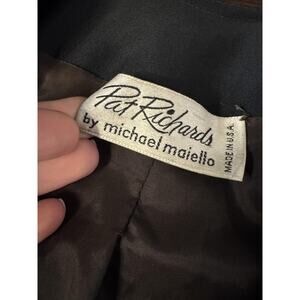 Pat Richards
by michael maiello
MADE IN U.S.A.